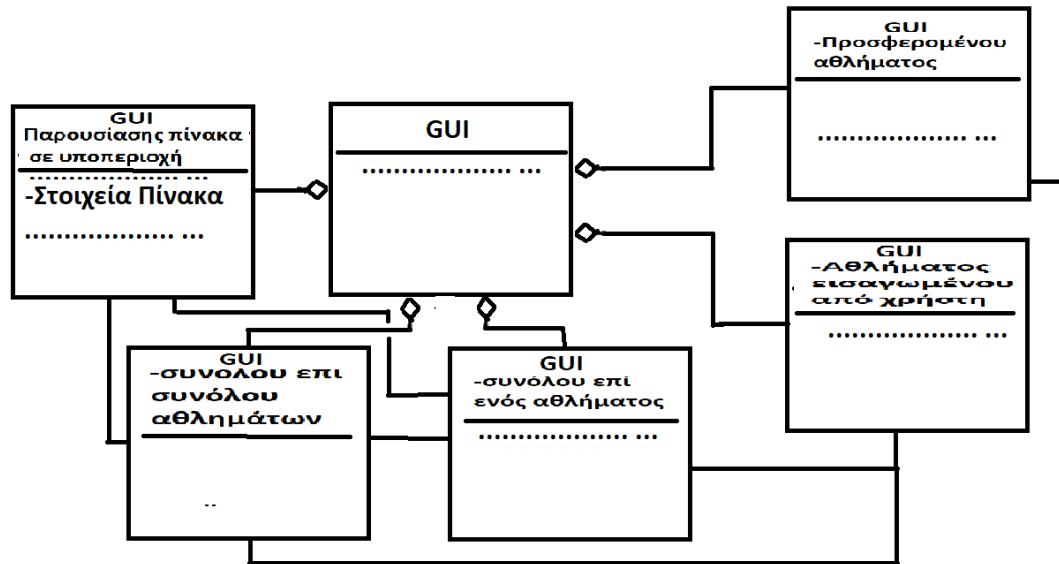 GUI
Παρουσίασης πίνακα
σε υποπεριοχή
................... ...
-Στοιχεία Πίνακα
................... ...
GUI
................... ...
GUI
-Προσφερομένου
αθλήματος
................... ...
GUI
-Αθλήματος
εισαγωμένου
από χρήστη
................... ...
GUI
-συνολου επι
συνόλου
αθλημάτων
..
GUI
-συνόλου επί
ενός αθλήματος
................... ...